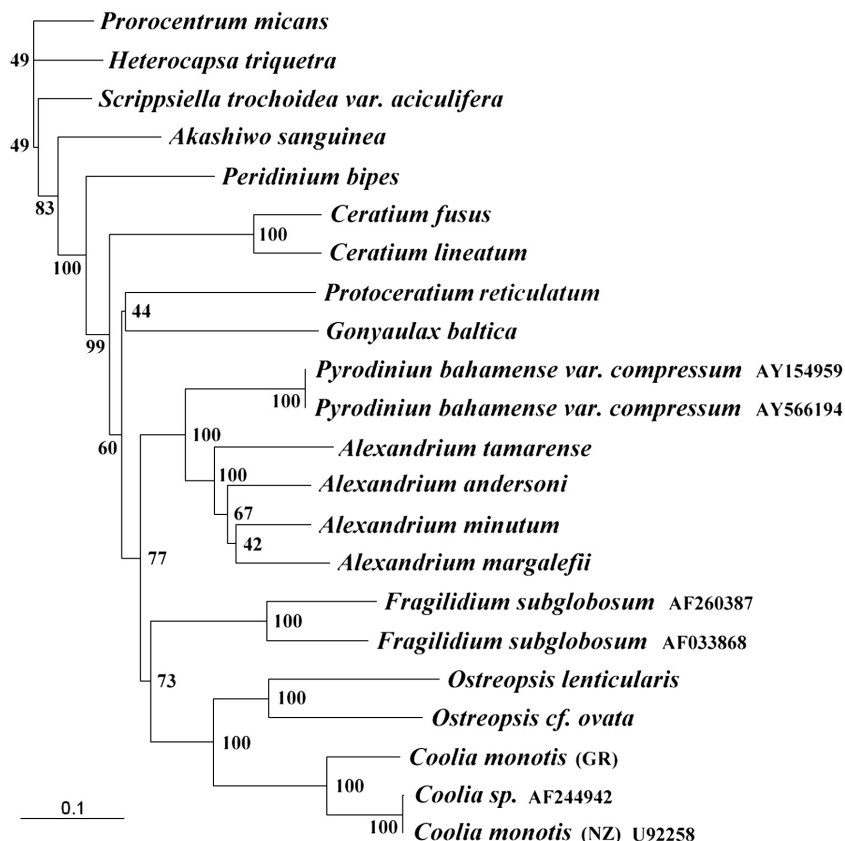 Prorocentrum micans
49
Heterocapsa triquetra
Scrippsiella trochoidea var. aciculifera
49
Akashiwo sanguinea
Peridinium bipes
83
Ceratium fusus
100
Ceratium lineatum
100
Protoceratium reticulatum
44
Gonyaulax baltica
99
Pyrodiniun bahamense var. compressum AY154959
100
Pyrodiniun bahamense var. compressum AY566194
100
60
Alexandrium tamarense
100
Alexandrium andersoni
67
Alexandrium minutum
42
77
Alexandrium margalefii
Fragilidium subglobosum AF260387
100
Fragilidium subglobosum AF033868
73
Ostreopsis lenticularis
100
Ostreopsis cf. ovata
100
Coolia monotis (GR)
100
Coolia sp. AF244942
0.1
100
Coolia monotis (NZ) U92258